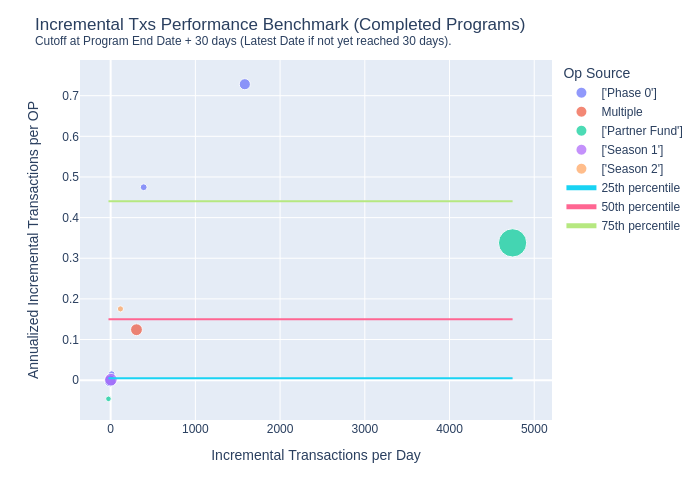 Incremental Txs Performance Benchmark (Completed Programs)
Cutoff at Program End Date + 30 days (Latest Date if not yet reached 30 days).
Annualized Incremental Transactions per OP
0.7
0.6
0.5
0.4
0.3
0.2
0.1
0
0
1000
2000
3000
4000
5000
Incremental Transactions per Day
Op Source
['Phase 0']
Multiple
['Partner Fund']
['Season 1']
['Season 2']
25th percentile
50th percentile
75th percentile